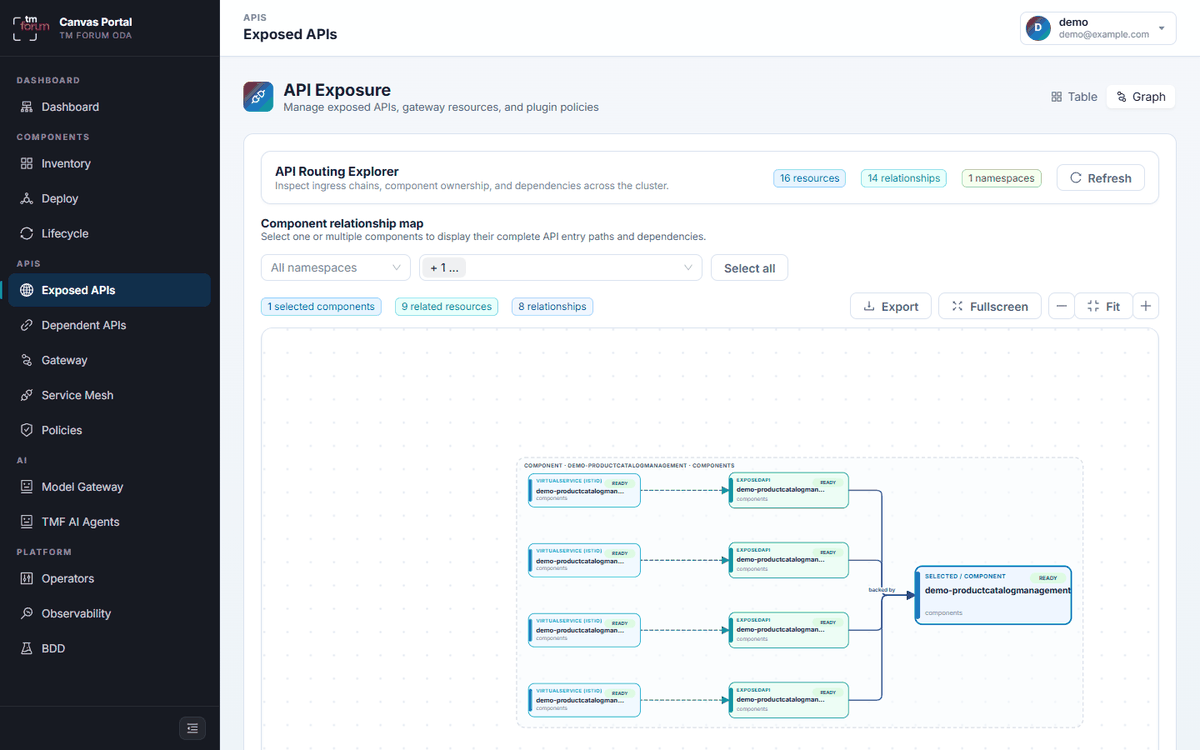 tm
forum
Canvas Portal
TM FORUM ODA
DASHBOARD
Dashboard
COMPONENTS
Inventory
Deploy
Lifecycle
APIS
Exposed APIs
Dependent APIs
Gateway
Service Mesh
Policies
AI
Model Gateway
TMF AI Agents
PLATFORM
Operators
Observability
BDD
APIS
Exposed APIs
D
demo
demo@example.com
API Exposure
Manage exposed APIs, gateway resources, and plugin policies
Table
Graph
API Routing Explorer
Inspect ingress chains, component ownership, and dependencies across the cluster.
16 resources
14 relationships
1 namespaces
Refresh
Component relationship map
Select one or multiple components to display their complete API entry paths and dependencies.
All namespaces
+ 1 ...
Select all
1 selected components
9 related resources
8 relationships
Export
Fullscreen
Fit
COMPONENT · DEMO-PRODUCTCATALOGMANAGEMENT · COMPONENTS
VIRTUALSERVICE (ISTIO) READY
demo-productcatalogman...
components
EXPOSEDAPI READY
demo-productcatalogman...
components
VIRTUALSERVICE (ISTIO) READY
demo-productcatalogman...
components
EXPOSEDAPI READY
demo-productcatalogman...
components
backed by
SELECTED / COMPONENT READY
demo-productcatalogmanagement
components
VIRTUALSERVICE (ISTIO) READY
demo-productcatalogman...
components
EXPOSEDAPI READY
demo-productcatalogman...
components
VIRTUALSERVICE (ISTIO) READY
demo-productcatalogman...
components
EXPOSEDAPI READY
demo-productcatalogman...
components